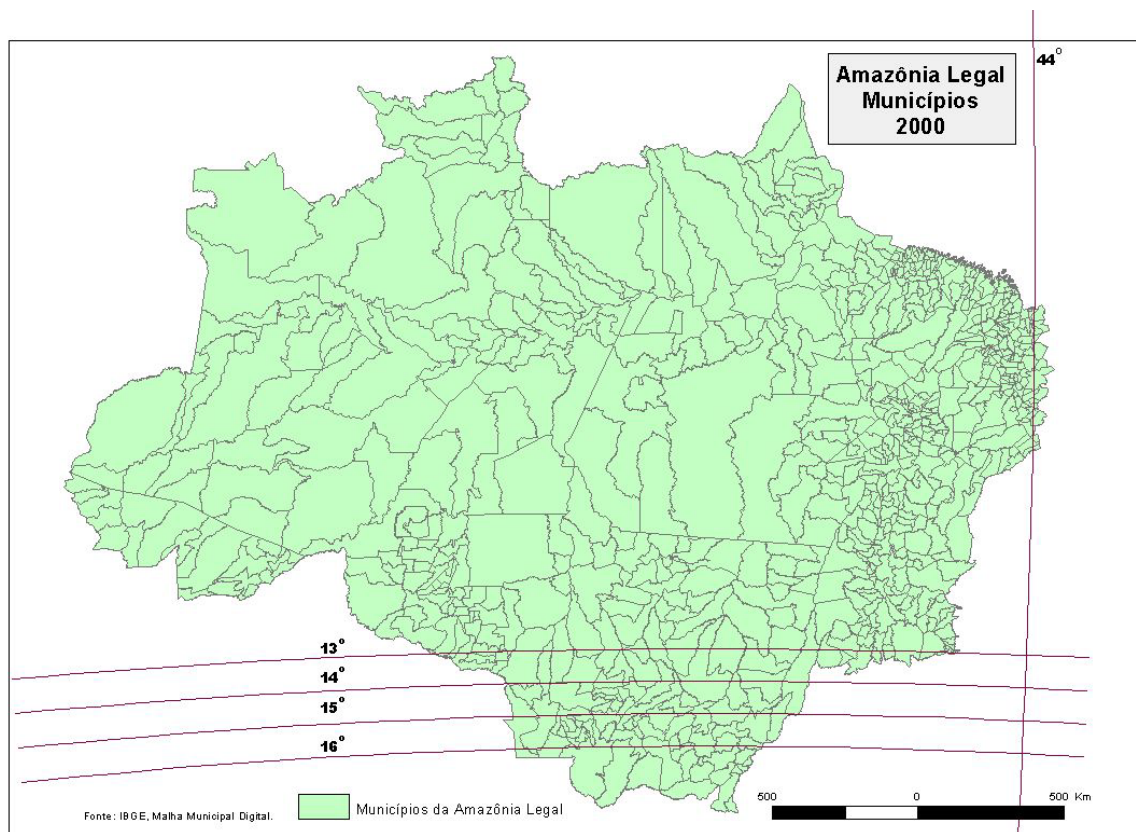 44°
Amazônia Legal
Municípios
2000
13°
14°
15°
16°
Fonte: IBGE, Malha Municipal Digital.
Municípios da Amazônia Legal
500 0 500 Km